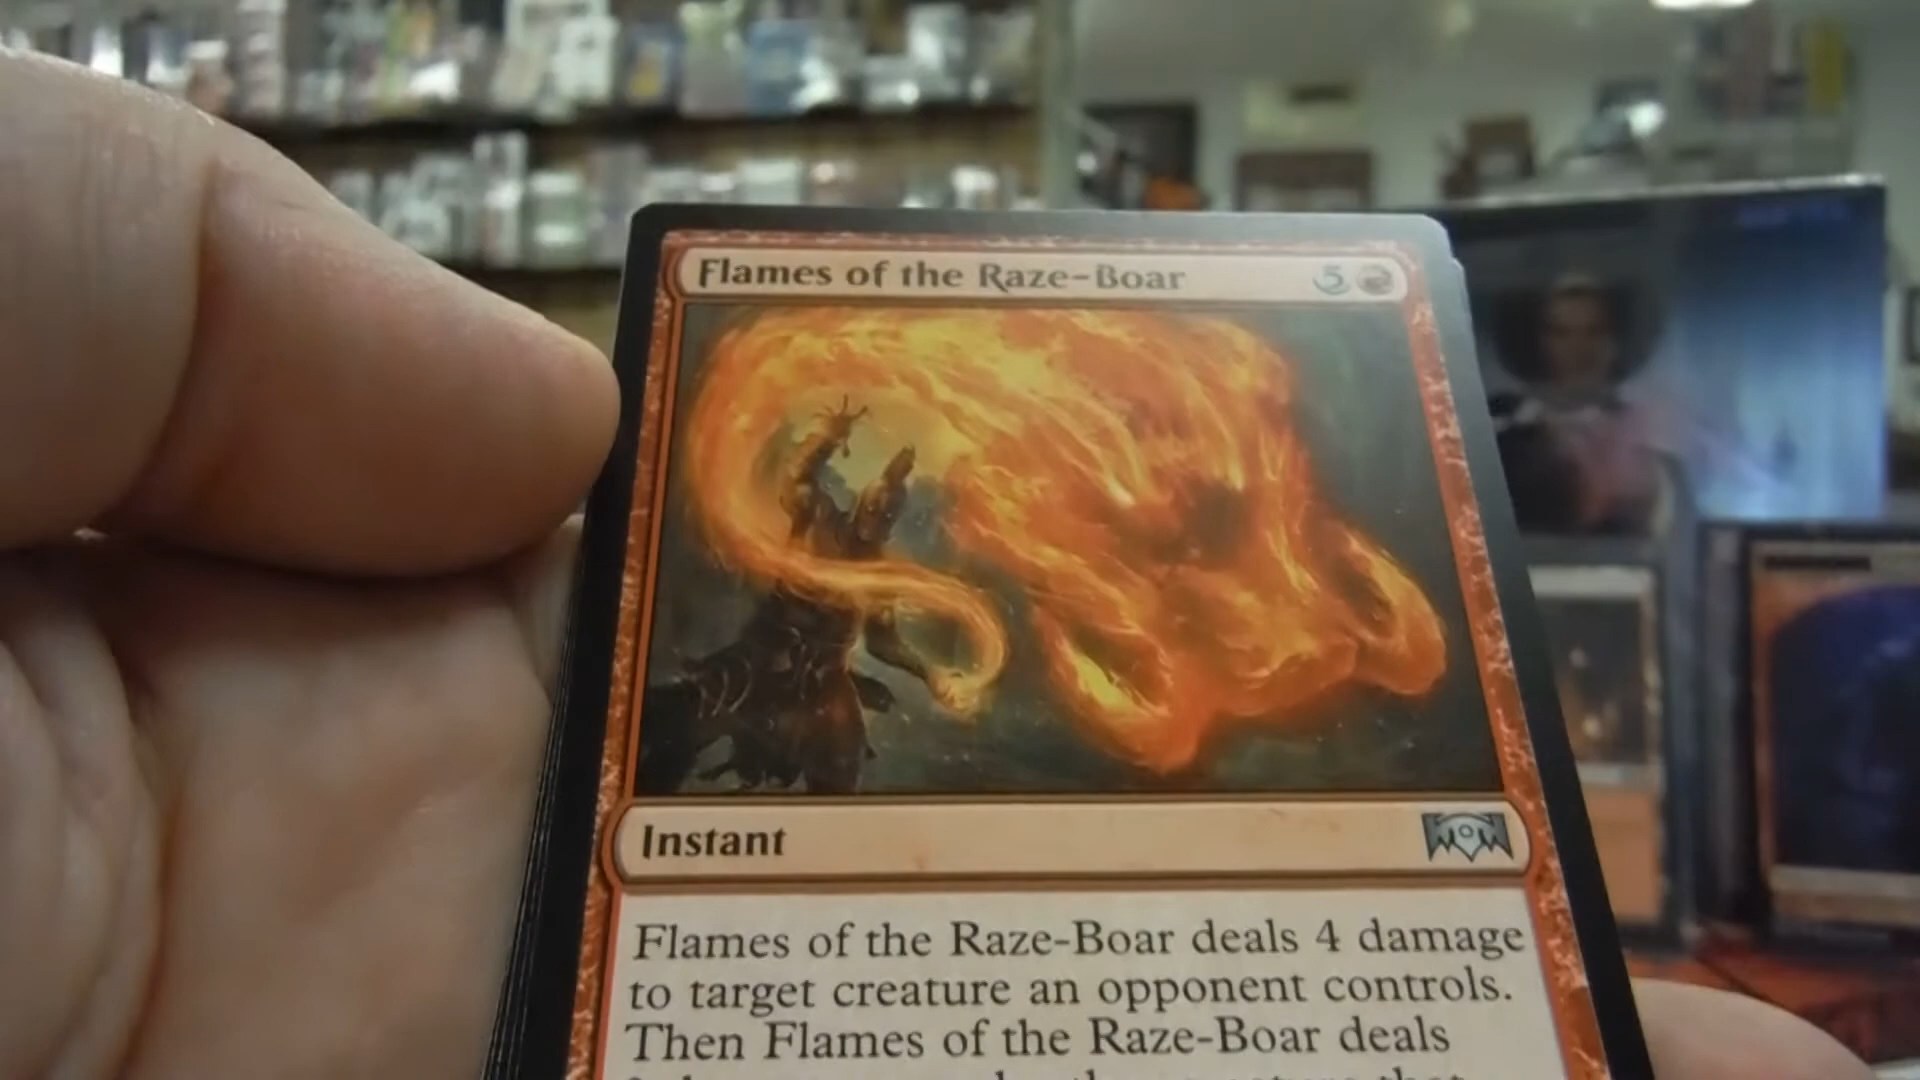 Flames of the Raze-Boar 5
Instant
Flames of the Raze-Boar deals 4 damage
to target creature an opponent controls.
Then Flames of the Raze-Boar deals